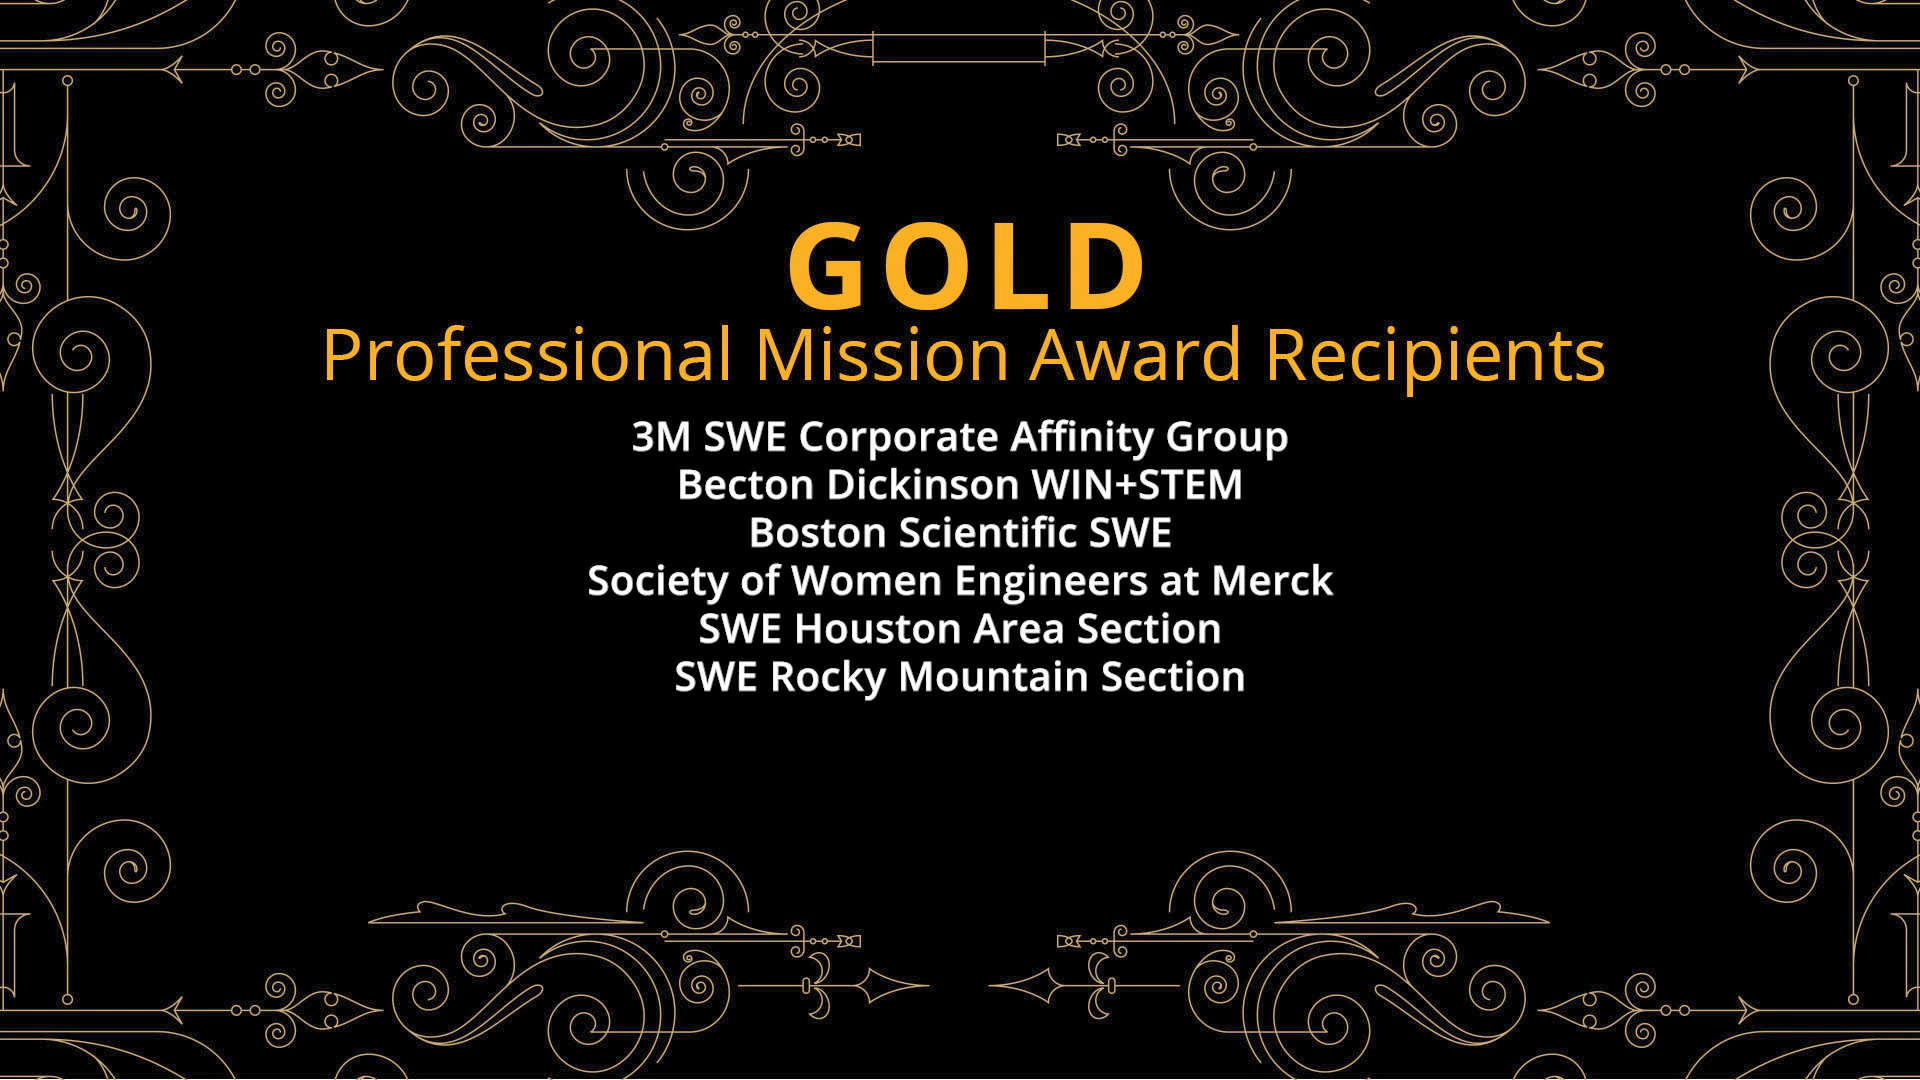 GOLD
Professional Mission Award Recipients
3M SWE Corporate Affinity Group
Becton Dickinson WIN+STEM
Boston Scientific SWE
Society of Women Engineers at Merck
SWE Houston Area Section
SWE Rocky Mountain Section